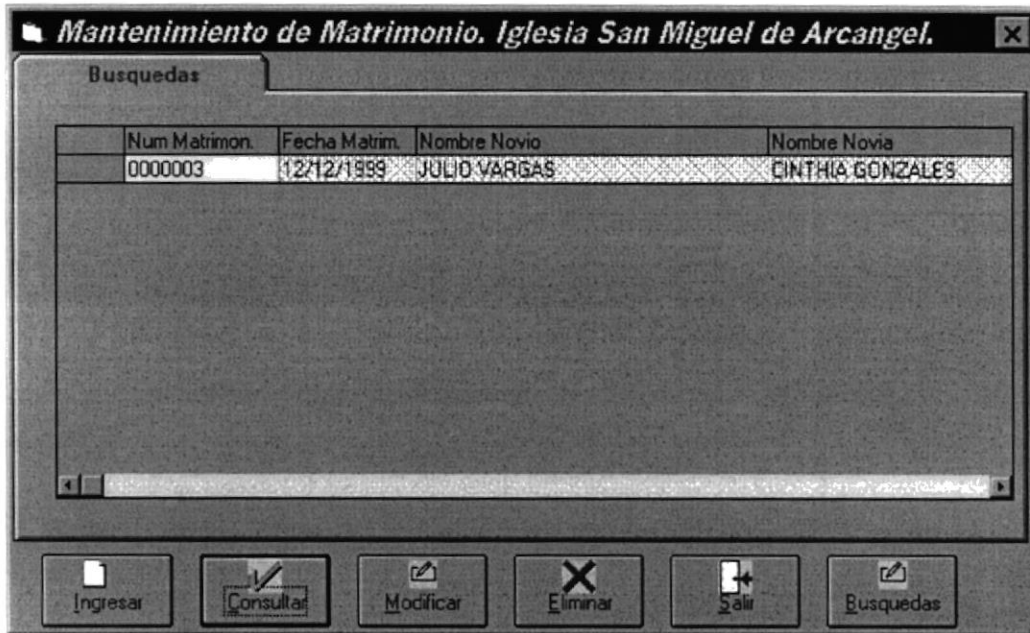 Mantenimiento de Matrimonio. Iglesia San Miguel de Arcangel.
Busquedas
Num Matrimon. Fecha Matrim. Nombre Novio Nombre Novia
0000003 12/12/1999 JULIO VARGAS CINTHIA GONZALES
Ingresar Consultar Modificar Eliminar Salir Busquedas